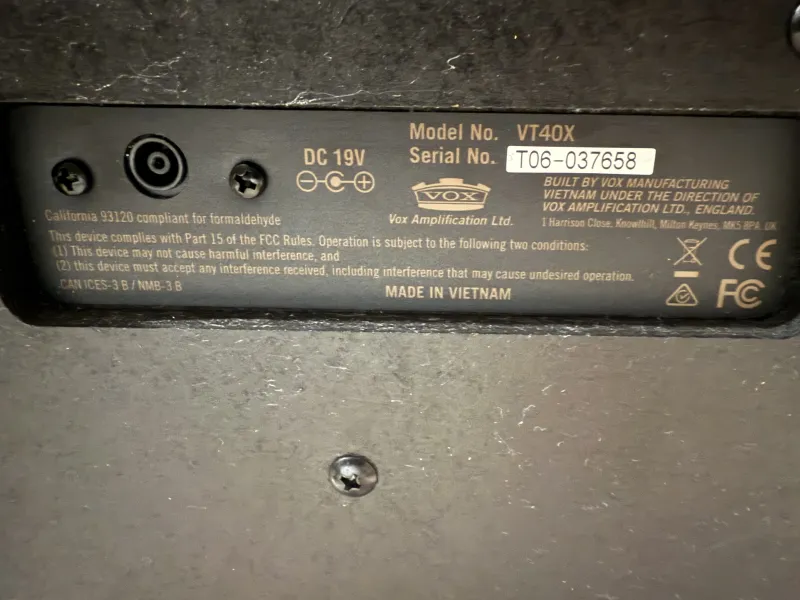 Model No. VT40X
Serial No. T06-037658
DC 19V
VOX
Vox Amplification Ltd.
BUILT BY VOX MANUFACTURING
VIETNAM UNDER THE DIRECTION OF
VOX AMPLIFICATION LTD., ENGLAND.
1 Harrison Close, Knowlhill, Milton Keynes, MK5 8PA. UK
California 93120 compliant for formaldehyde
This device complies with Part 15 of the FCC Rules. Operation is subject to the following two conditions:
(1) This device may not cause harmful interference, and
(2) this device must accept any interference received, including interference that may cause undesired operation.
CAN ICES-3 B / NMB-3 B
MADE IN VIETNAM
CE
FC